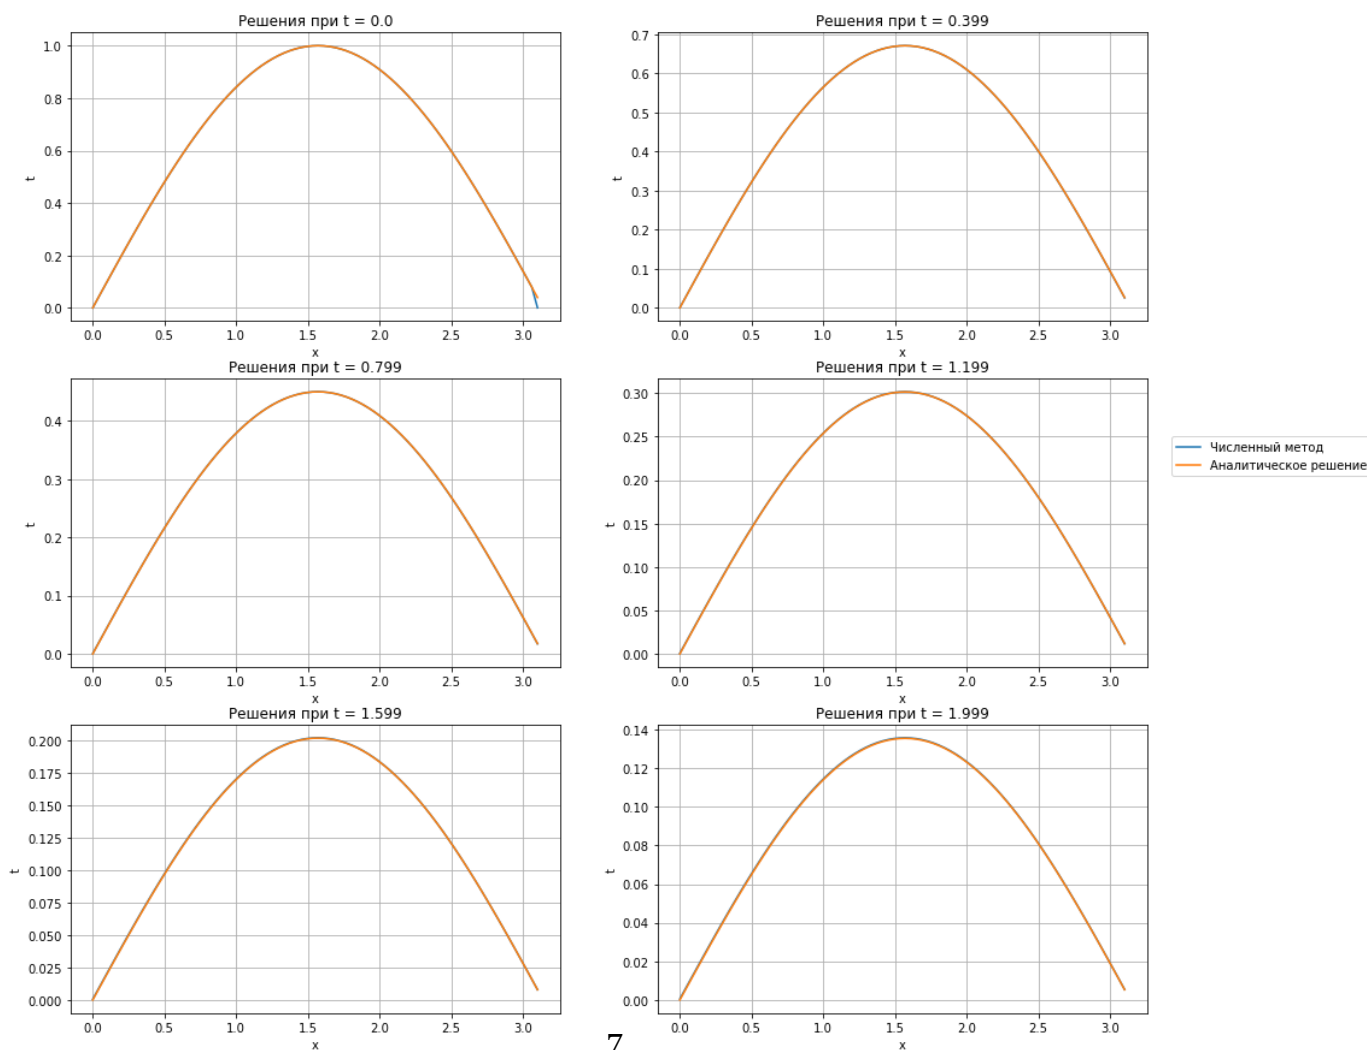 Решения при t = 0.0
1.0
0.8
0.6
0.4
0.2
0.0
t
0.0 0.5 1.0 1.5 2.0 2.5 3.0
x
Решения при t = 0.399
0.7
0.6
0.5
0.4
0.3
0.2
0.1
0.0
t
0.0 0.5 1.0 1.5 2.0 2.5 3.0
x
Решения при t = 0.799
0.4
0.3
0.2
0.1
0.0
t
0.0 0.5 1.0 1.5 2.0 2.5 3.0
x
Решения при t = 1.199
0.30
0.25
0.20
0.15
0.10
0.05
0.00
t
0.0 0.5 1.0 1.5 2.0 2.5 3.0
x
Численный метод
Аналитическое решение
Решения при t = 1.599
0.200
0.175
0.150
0.125
0.100
0.075
0.050
0.025
0.000
t
0.0 0.5 1.0 1.5 2.0 2.5 3.0
x
Решения при t = 1.999
0.14
0.12
0.10
0.08
0.06
0.04
0.02
0.00
t
0.0 0.5 1.0 1.5 2.0 2.5 3.0
x
7